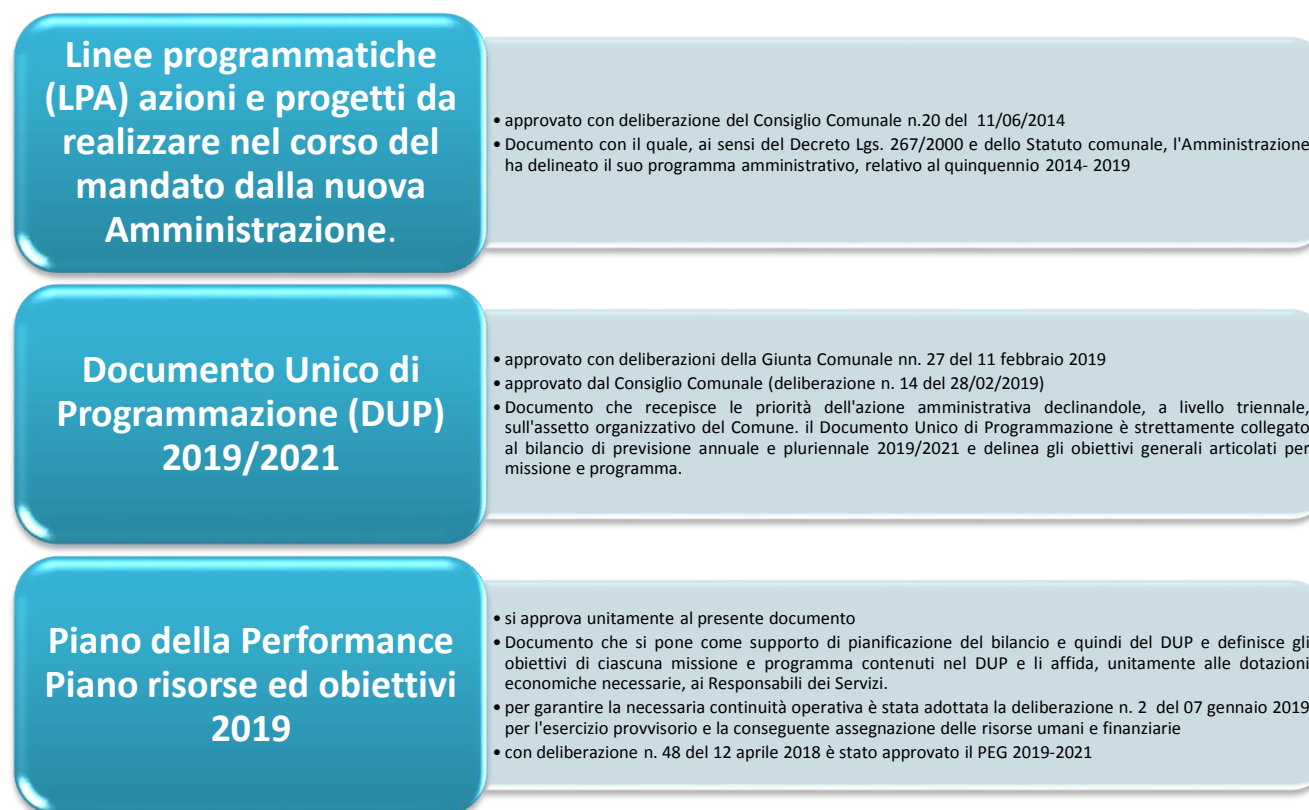 Linee programmatiche
(LPA) azioni e progetti da
realizzare nel corso del
mandato dalla nuova
Amministrazione.
• approvato con deliberazione del Consiglio Comunale n.20 del 11/06/2014
• Documento con il quale, ai sensi del Decreto Lgs. 267/2000 e dello Statuto comunale, l'Amministrazione
ha delineato il suo programma amministrativo, relativo al quinquennio 2014- 2019
Documento Unico di
Programmazione (DUP)
2019/2021
• approvato con deliberazioni della Giunta Comunale nn. 27 del 11 febbraio 2019
• approvato dal Consiglio Comunale (deliberazione n. 14 del 28/02/2019)
• Documento che recepisce le priorità dell'azione amministrativa declinandole, a livello triennale,
sull'assetto organizzativo del Comune. il Documento Unico di Programmazione è strettamente collegato
al bilancio di previsione annuale e pluriennale 2019/2021 e delinea gli obiettivi generali articolati per
missione e programma.
Piano della Performance
Piano risorse ed obiettivi
2019
• si approva unitamente al presente documento
• Documento che si pone come supporto di pianificazione del bilancio e quindi del DUP e definisce gli
obiettivi di ciascuna missione e programma contenuti nel DUP e li affida, unitamente alle dotazioni
economiche necessarie, ai Responsabili dei Servizi.
• per garantire la necessaria continuità operativa è stata adottata la deliberazione n. 2 del 07 gennaio 2019
per l'esercizio provvisorio e la conseguente assegnazione delle risorse umani e finanziarie
• con deliberazione n. 48 del 12 aprile 2018 è stato approvato il PEG 2019-2021